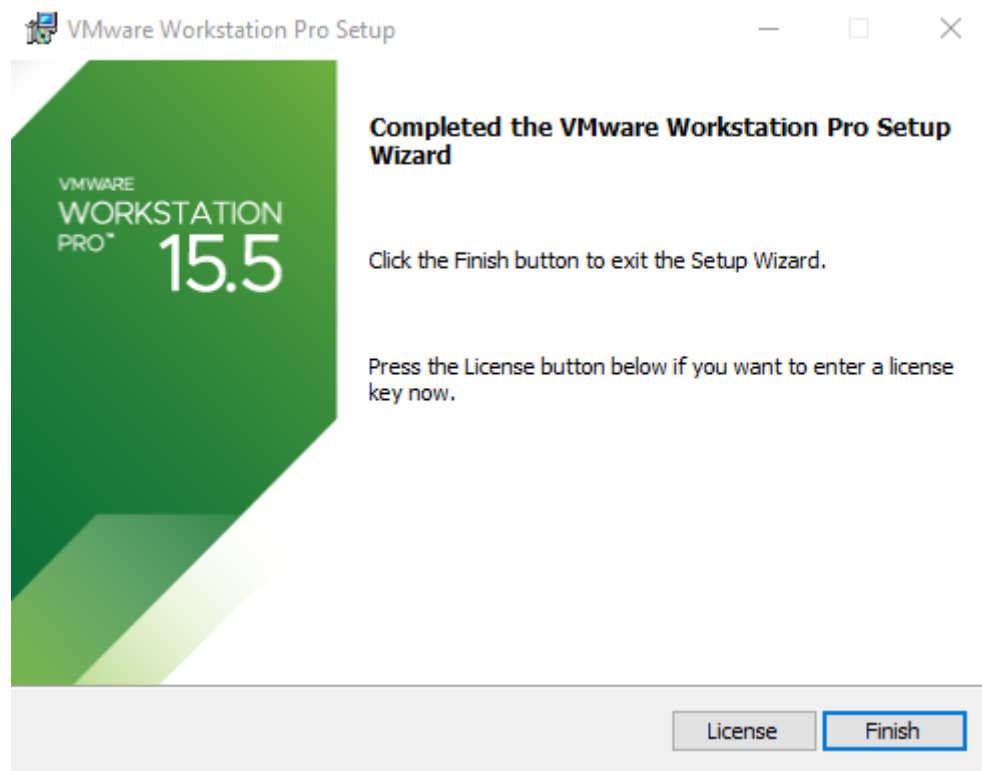 VMware Workstation Pro Setup
Completed the VMware Workstation Pro Setup
Wizard
VMWARE
WORKSTATION
PRO™ 15.5
Click the Finish button to exit the Setup Wizard.
Press the License button below if you want to enter a license
key now.
License Finish